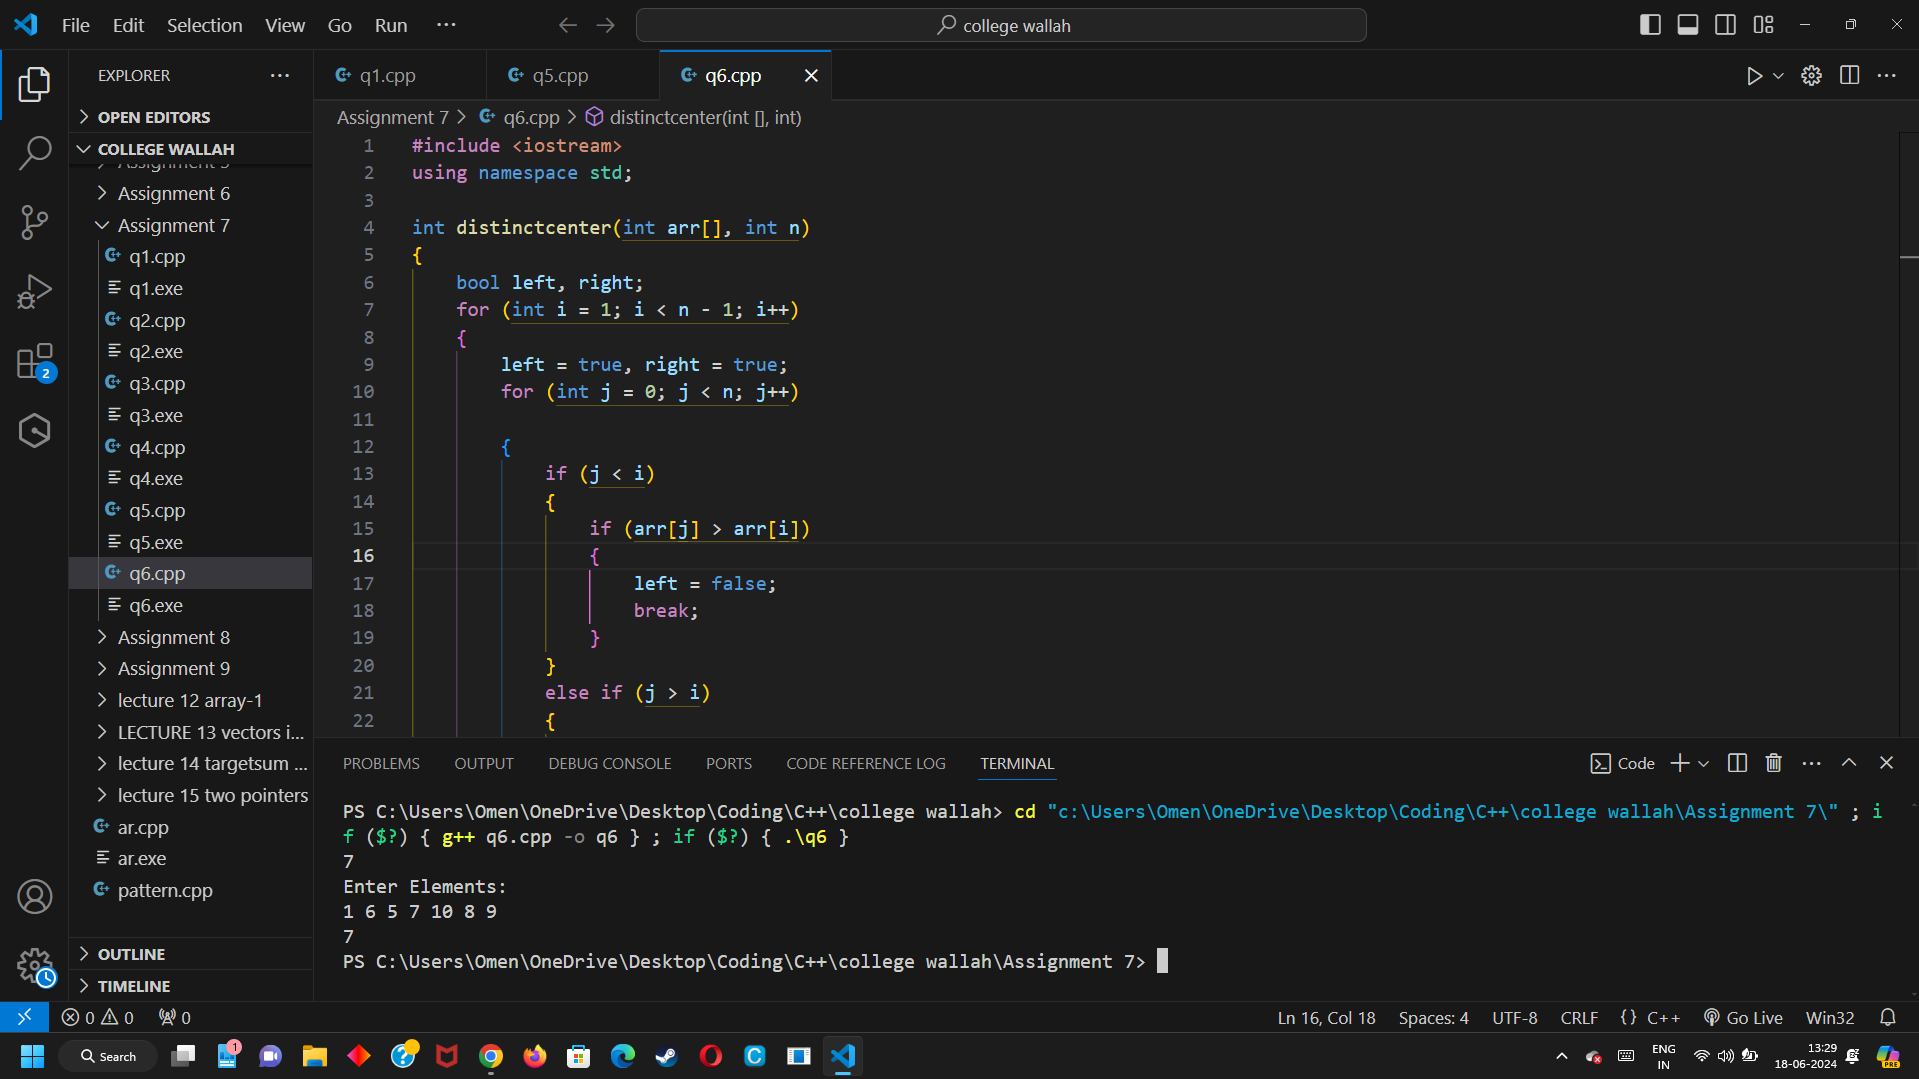 File Edit Selection View Go Run ...
college wallah
EXPLORER
OPEN EDITORS
COLLEGE WALLAH
Assignment 6
Assignment 7
q1.cpp
q1.exe
q2.cpp
q2.exe
q3.cpp
q3.exe
q4.cpp
q4.exe
q5.cpp
q5.exe
q6.cpp
q6.exe
Assignment 8
Assignment 9
lecture 12 array-1
LECTURE 13 vectors i...
lecture 14 targetsum ...
lecture 15 two pointers
ar.cpp
ar.exe
pattern.cpp
OUTLINE
TIMELINE
2
q1.cpp q5.cpp q6.cpp
Assignment 7 > q6.cpp > distinctcenter(int [], int)
1 #include <iostream>
2 using namespace std;
3
4 int distinctcenter(int arr[], int n)
5 {
6 bool left, right;
7 for (int i = 1; i < n - 1; i++)
8 {
9 left = true, right = true;
10 for (int j = 0; j < n; j++)
11
12 {
13 if (j < i)
14 {
15 if (arr[j] > arr[i])
16 {
17 left = false;
18 break;
19 }
20 }
21 else if (j > i)
22 {
PROBLEMS OUTPUT DEBUG CONSOLE PORTS CODE REFERENCE LOG TERMINAL
Code
PS C:\Users\Omen\OneDrive\Desktop\Coding\C++\college wallah> cd "c:\Users\Omen\OneDrive\Desktop\Coding\C++\college wallah\Assignment 7\" ; i
f ($?) { g++ q6.cpp -o q6 } ; if ($?) { .\q6 }
7
Enter Elements:
1 6 5 7 10 8 9
7
PS C:\Users\Omen\OneDrive\Desktop\Coding\C++\college wallah\Assignment 7>
0 0 0
Ln 16, Col 18 Spaces: 4 UTF-8 CRLF {} C++ Go Live Win32
Search
1
ENG
IN
13:29
18-06-2024
PRE